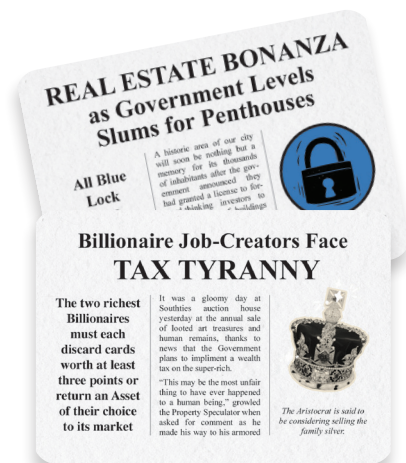 REAL ESTATE BONANZA
as Government Levels
Slums for Penthouses
All Blue
Lock
A historic area of our city
will soon be nothing but a
memory for its thousands
of inhabitants after the gov-
ernment announced they
had granted a license to for-
thinking investors to
buildings
Billionaire Job-Creators Face
TAX TYRANNY
The two richest
Billionaires
must each
discard cards
worth at least
three points or
return an Asset
of their choice
to its market
It was a gloomy day at
Southies auction house
yesterday at the annual sale
of looted art treasures and
human remains, thanks to
news that the Government
plans to impliment a wealth
tax on the super-rich.
"This may be the most unfair
thing to have ever happened
to a human being," growled
the Property Speculator when
asked for comment as he
made his way to his armored
The Aristocrat is said to
be considering selling the
family silver.